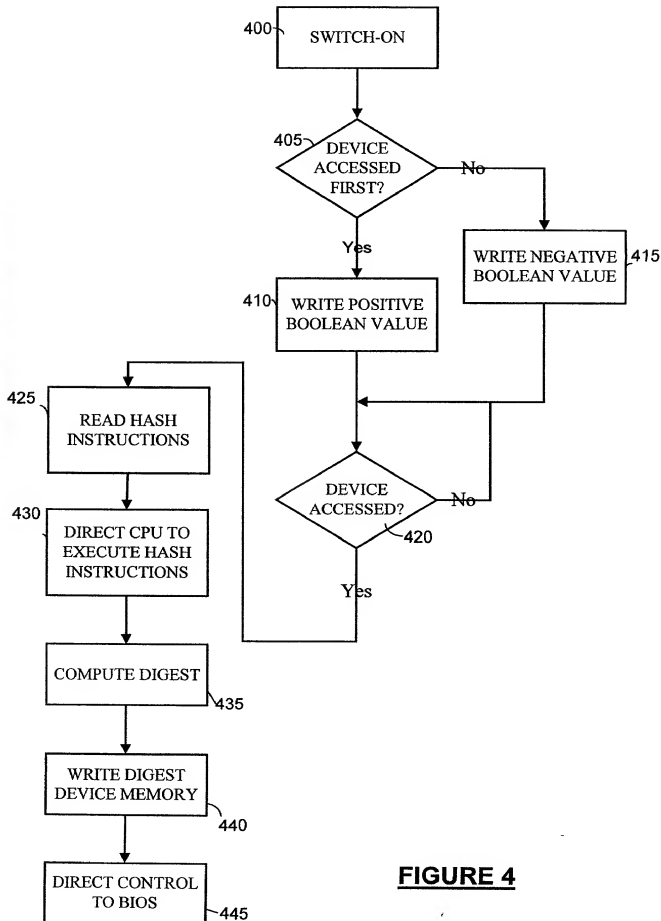 400
SWITCH-ON
405
DEVICE
ACCESSED
FIRST?
No
Yes
WRITE NEGATIVE
BOOLEAN VALUE
415
410
WRITE POSITIVE
BOOLEAN VALUE
425
READ HASH
INSTRUCTIONS
DEVICE
ACCESSED?
No
420
Yes
430
DIRECT CPU TO
EXECUTE HASH
INSTRUCTIONS
COMPUTE DIGEST
435
WRITE DIGEST
DEVICE MEMORY
440
DIRECT CONTROL
TO BIOS
445
FIGURE 4